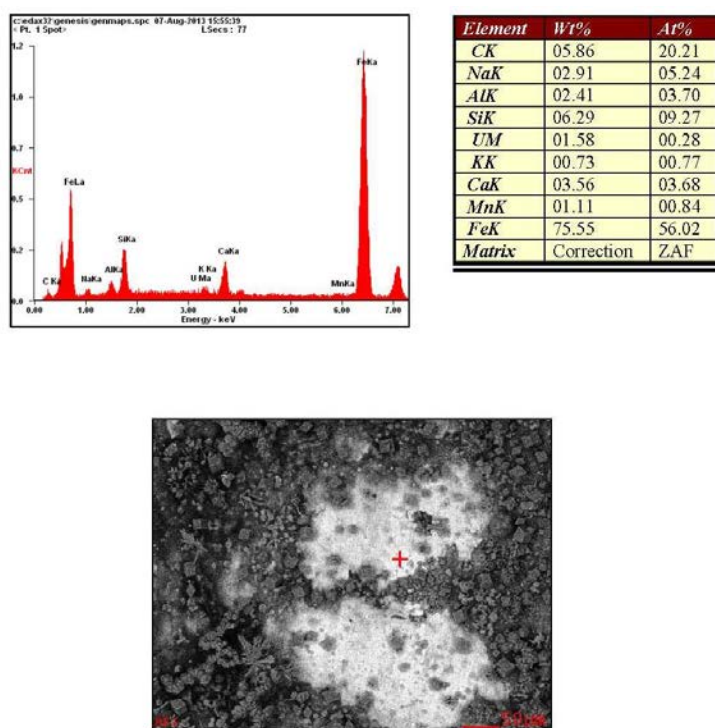 c:\edax32\genesis\genmaps.spc 07-Aug-2013 15:55:39
< Pt. 1 Spot>
LSecs : 77
KCnt
1.2
1.0
0.7
0.5
0.2
0.0
C Ka
FeLa
NaKa
AlKa
SiKa
K Ka
U Ma
CaKa
MnKa
FeKa
0.00 1.00 2.00 3.00 4.00 5.00 6.00 7.00
Energy - keV
Element Wt% At%
CK 05.86 20.21
NaK 02.91 05.24
AlK 02.41 03.70
SiK 06.29 09.27
UM 01.58 00.28
KK 00.73 00.77
CaK 03.56 03.68
MnK 01.11 00.84
FeK 75.55 56.02
Matrix Correction ZAF